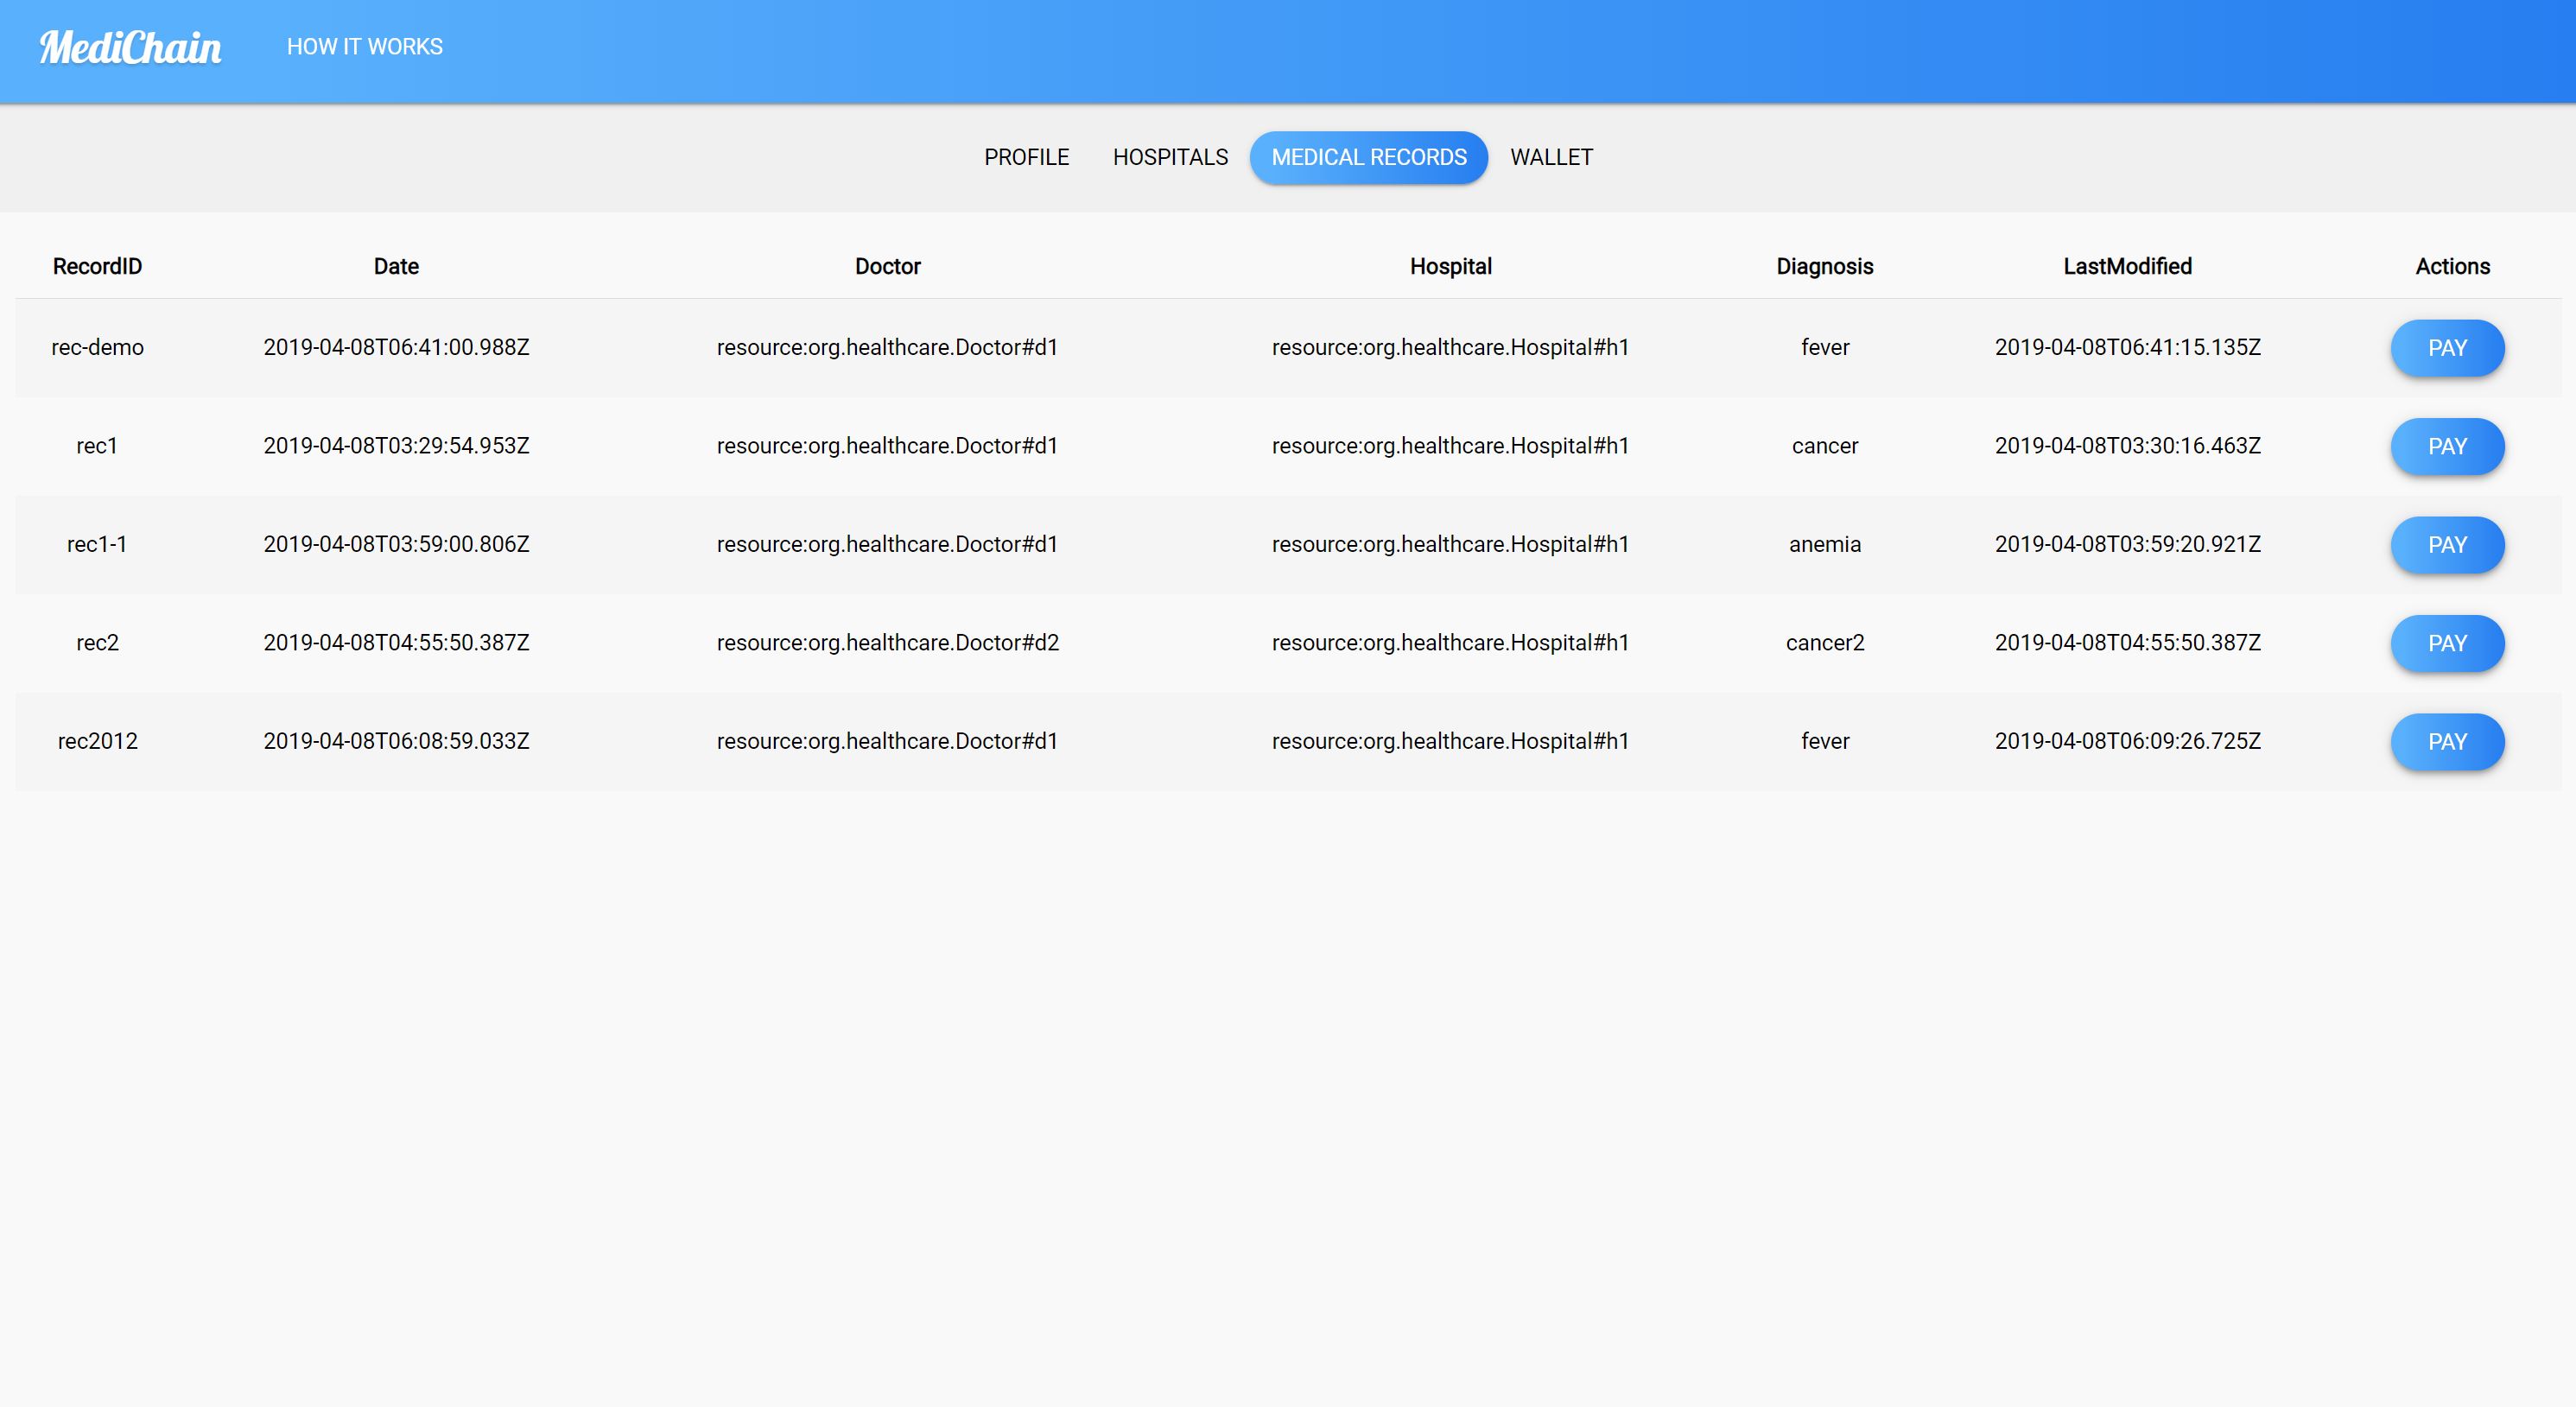 MediChain HOW IT WORKS
PROFILE HOSPITALS MEDICAL RECORDS WALLET
RecordID Date Doctor Hospital Diagnosis LastModified Actions
rec-demo 2019-04-08T06:41:00.988Z resource:org.healthcare.Doctor#d1 resource:org.healthcare.Hospital#h1 fever 2019-04-08T06:41:15.135Z PAY
rec1 2019-04-08T03:29:54.953Z resource:org.healthcare.Doctor#d1 resource:org.healthcare.Hospital#h1 cancer 2019-04-08T03:30:16.463Z PAY
rec1-1 2019-04-08T03:59:00.806Z resource:org.healthcare.Doctor#d1 resource:org.healthcare.Hospital#h1 anemia 2019-04-08T03:59:20.921Z PAY
rec2 2019-04-08T04:55:50.387Z resource:org.healthcare.Doctor#d2 resource:org.healthcare.Hospital#h1 cancer2 2019-04-08T04:55:50.387Z PAY
rec2012 2019-04-08T06:08:59.033Z resource:org.healthcare.Doctor#d1 resource:org.healthcare.Hospital#h1 fever 2019-04-08T06:09:26.725Z PAY